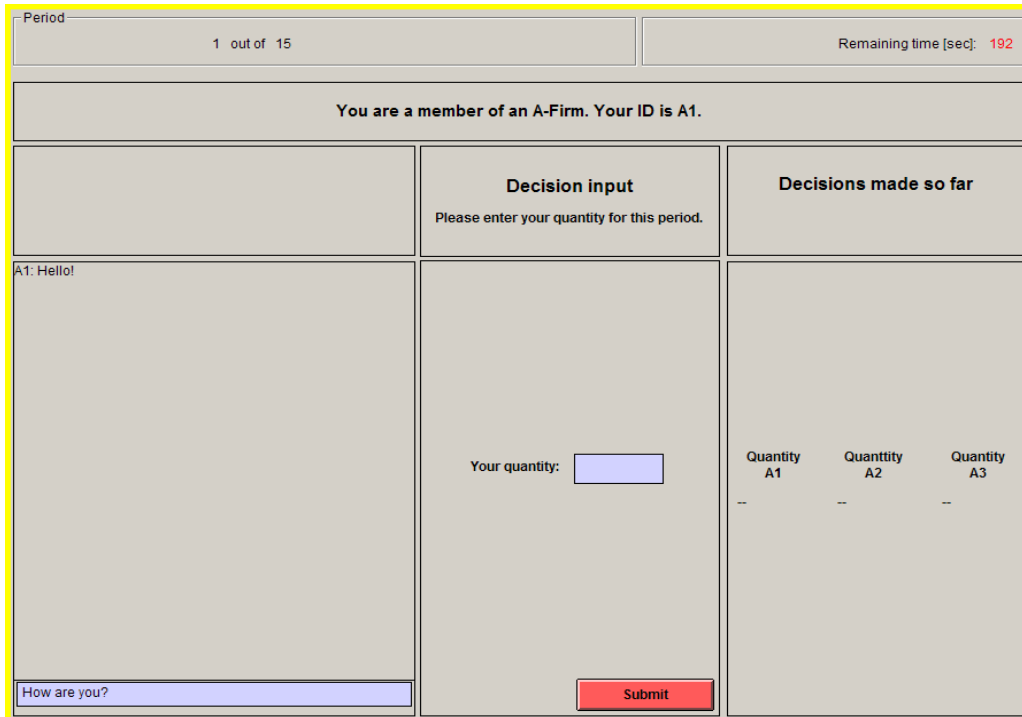 Period
1 out of 15
Remaining time [sec]: 192
You are a member of an A-Firm. Your ID is A1.
Decision input
Please enter your quantity for this period.
Decisions made so far
A1: Hello!
Your quantity:
Quantity Quanttity Quantity
A1 A2 A3
-- -- --
How are you?
Submit